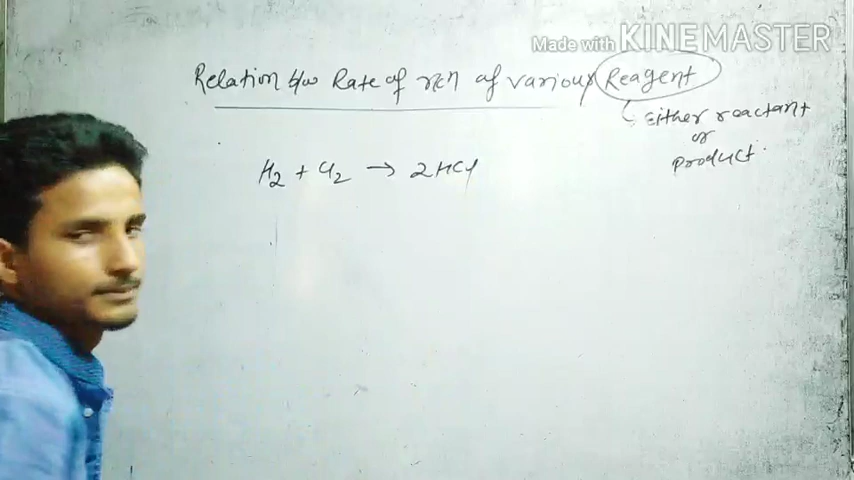 Made with KINEMASTER
Relation b/w Rate of rxn of various Reagent
Either reactant
or
Product.
H2 + Cl2 → 2HCl